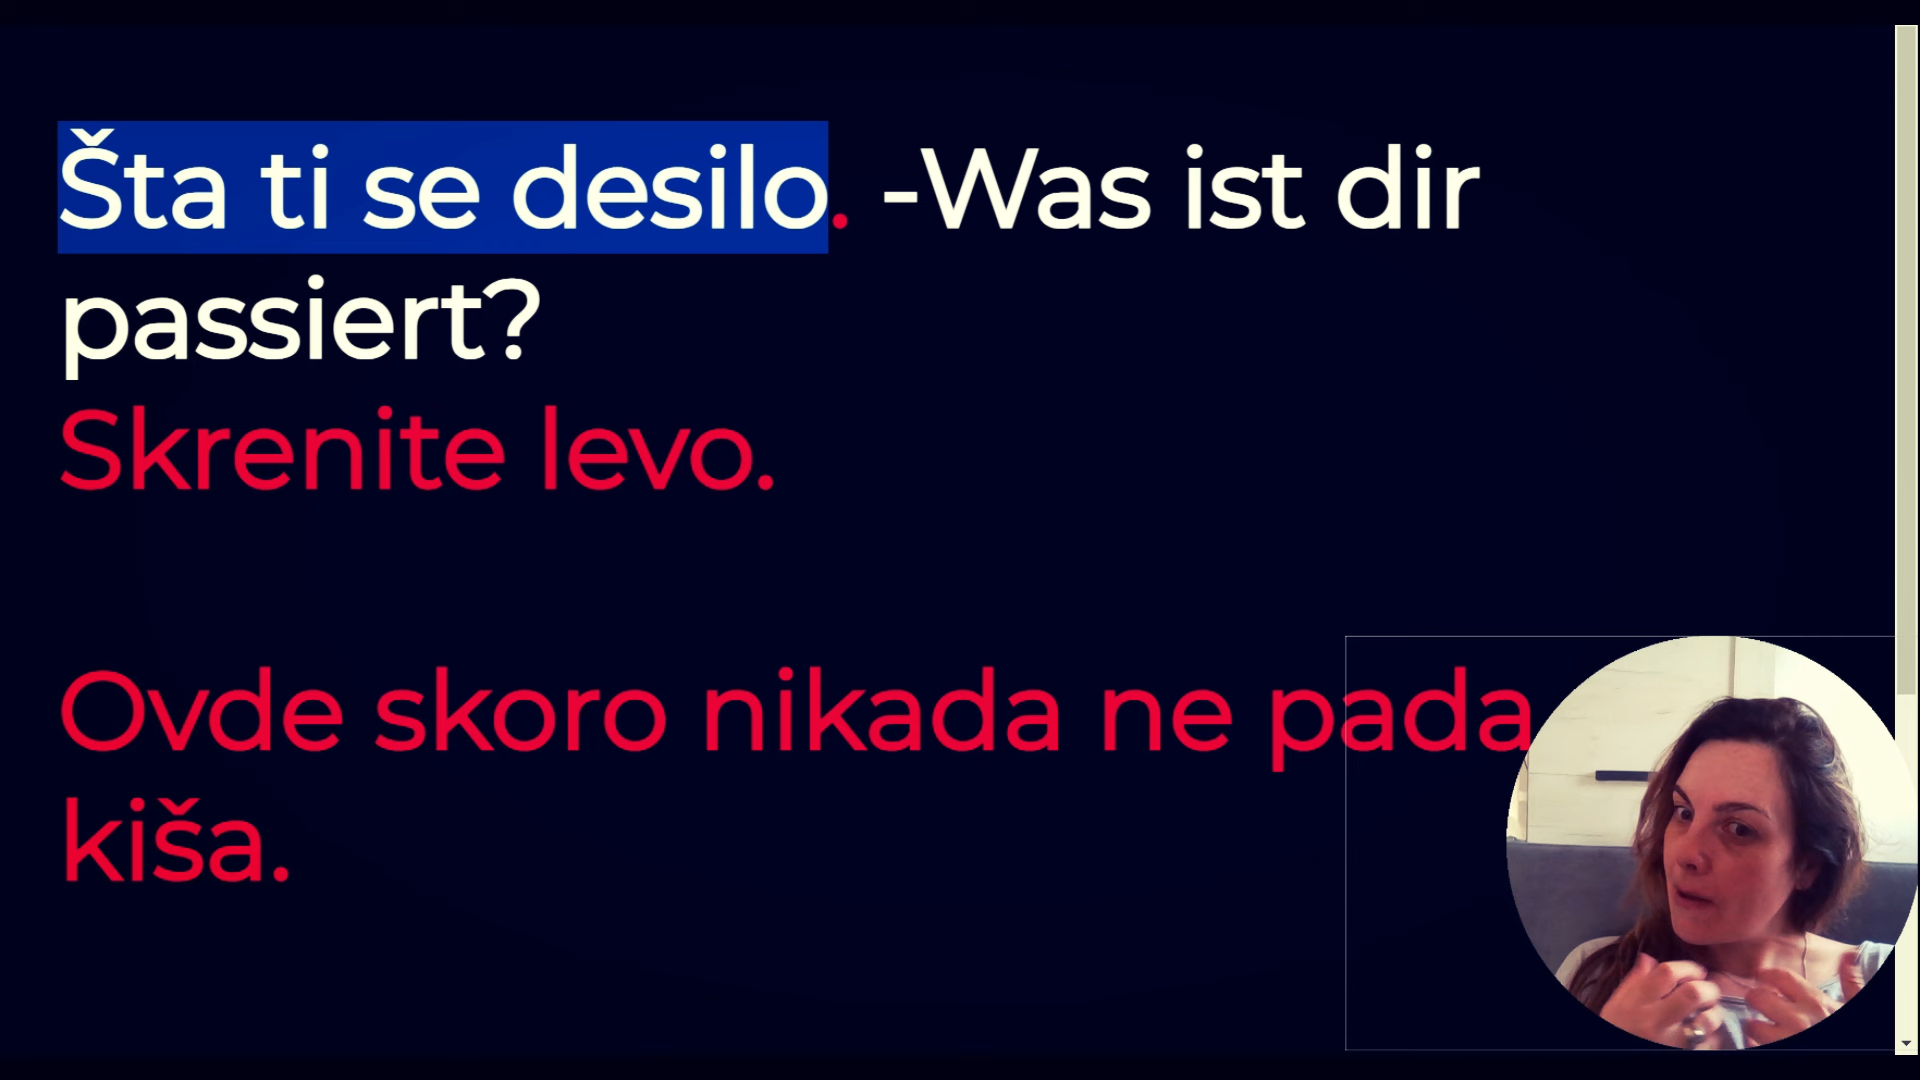 Šta ti se desilo. -Was ist dir
passiert?
Skrenite levo.
Ovde skoro nikada ne pada
kiša.